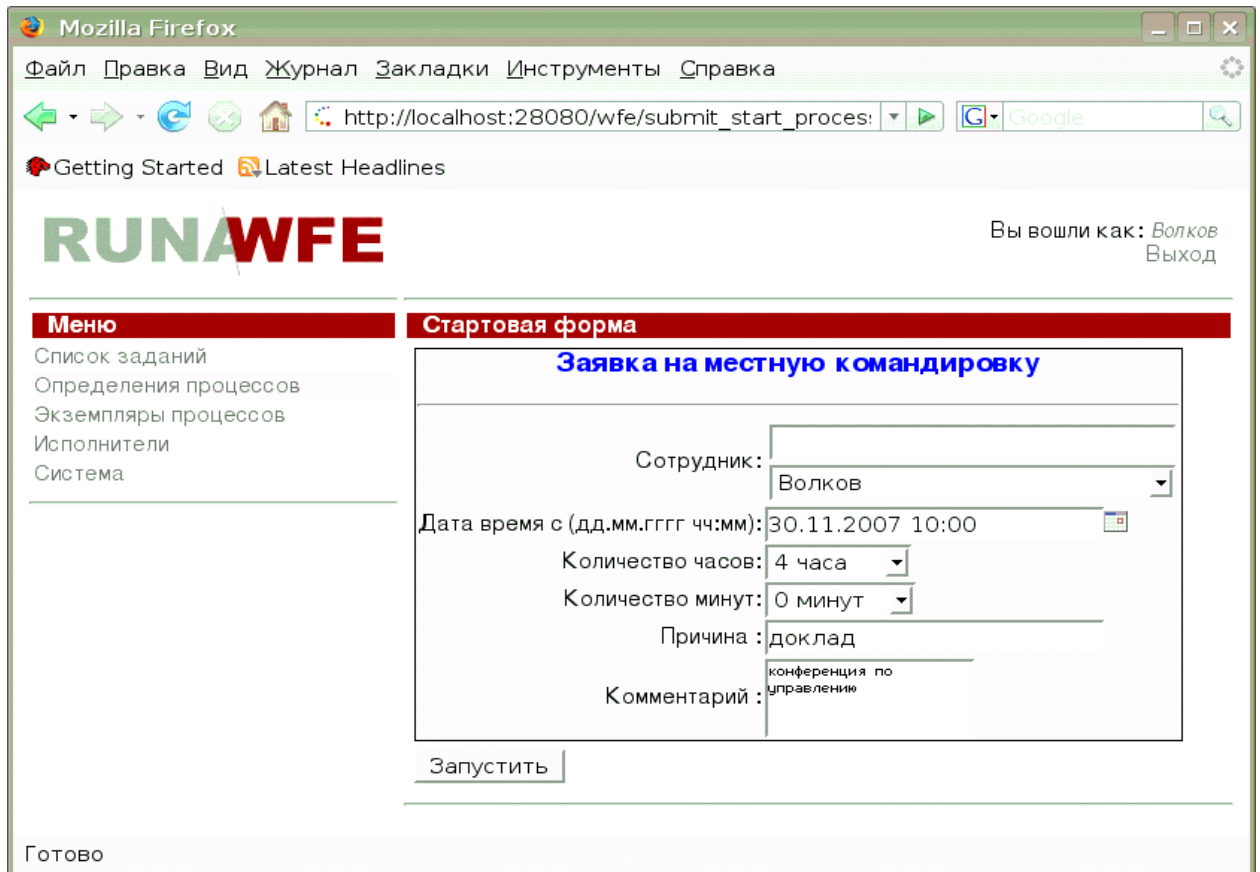 Mozilla Firefox
Файл Правка Вид Журнал Закладки Инструменты Справка
http://localhost:28080/wfe/submit_start_proces
G Google
Getting Started Latest Headlines
RUNAWFE
Вы вошли как: Волков
Выход
Меню
Список заданий
Определения процессов
Экземпляры процессов
Исполнители
Система
Стартовая форма
Заявка на местную командировку
Сотрудник:
Волков
Дата время с (дд.мм.гггг чч:мм): 30.11.2007 10:00
Количество часов: 4 часа
Количество минут: 0 минут
Причина : доклад
Комментарий : конференция по
управлению
Запустить
Готово